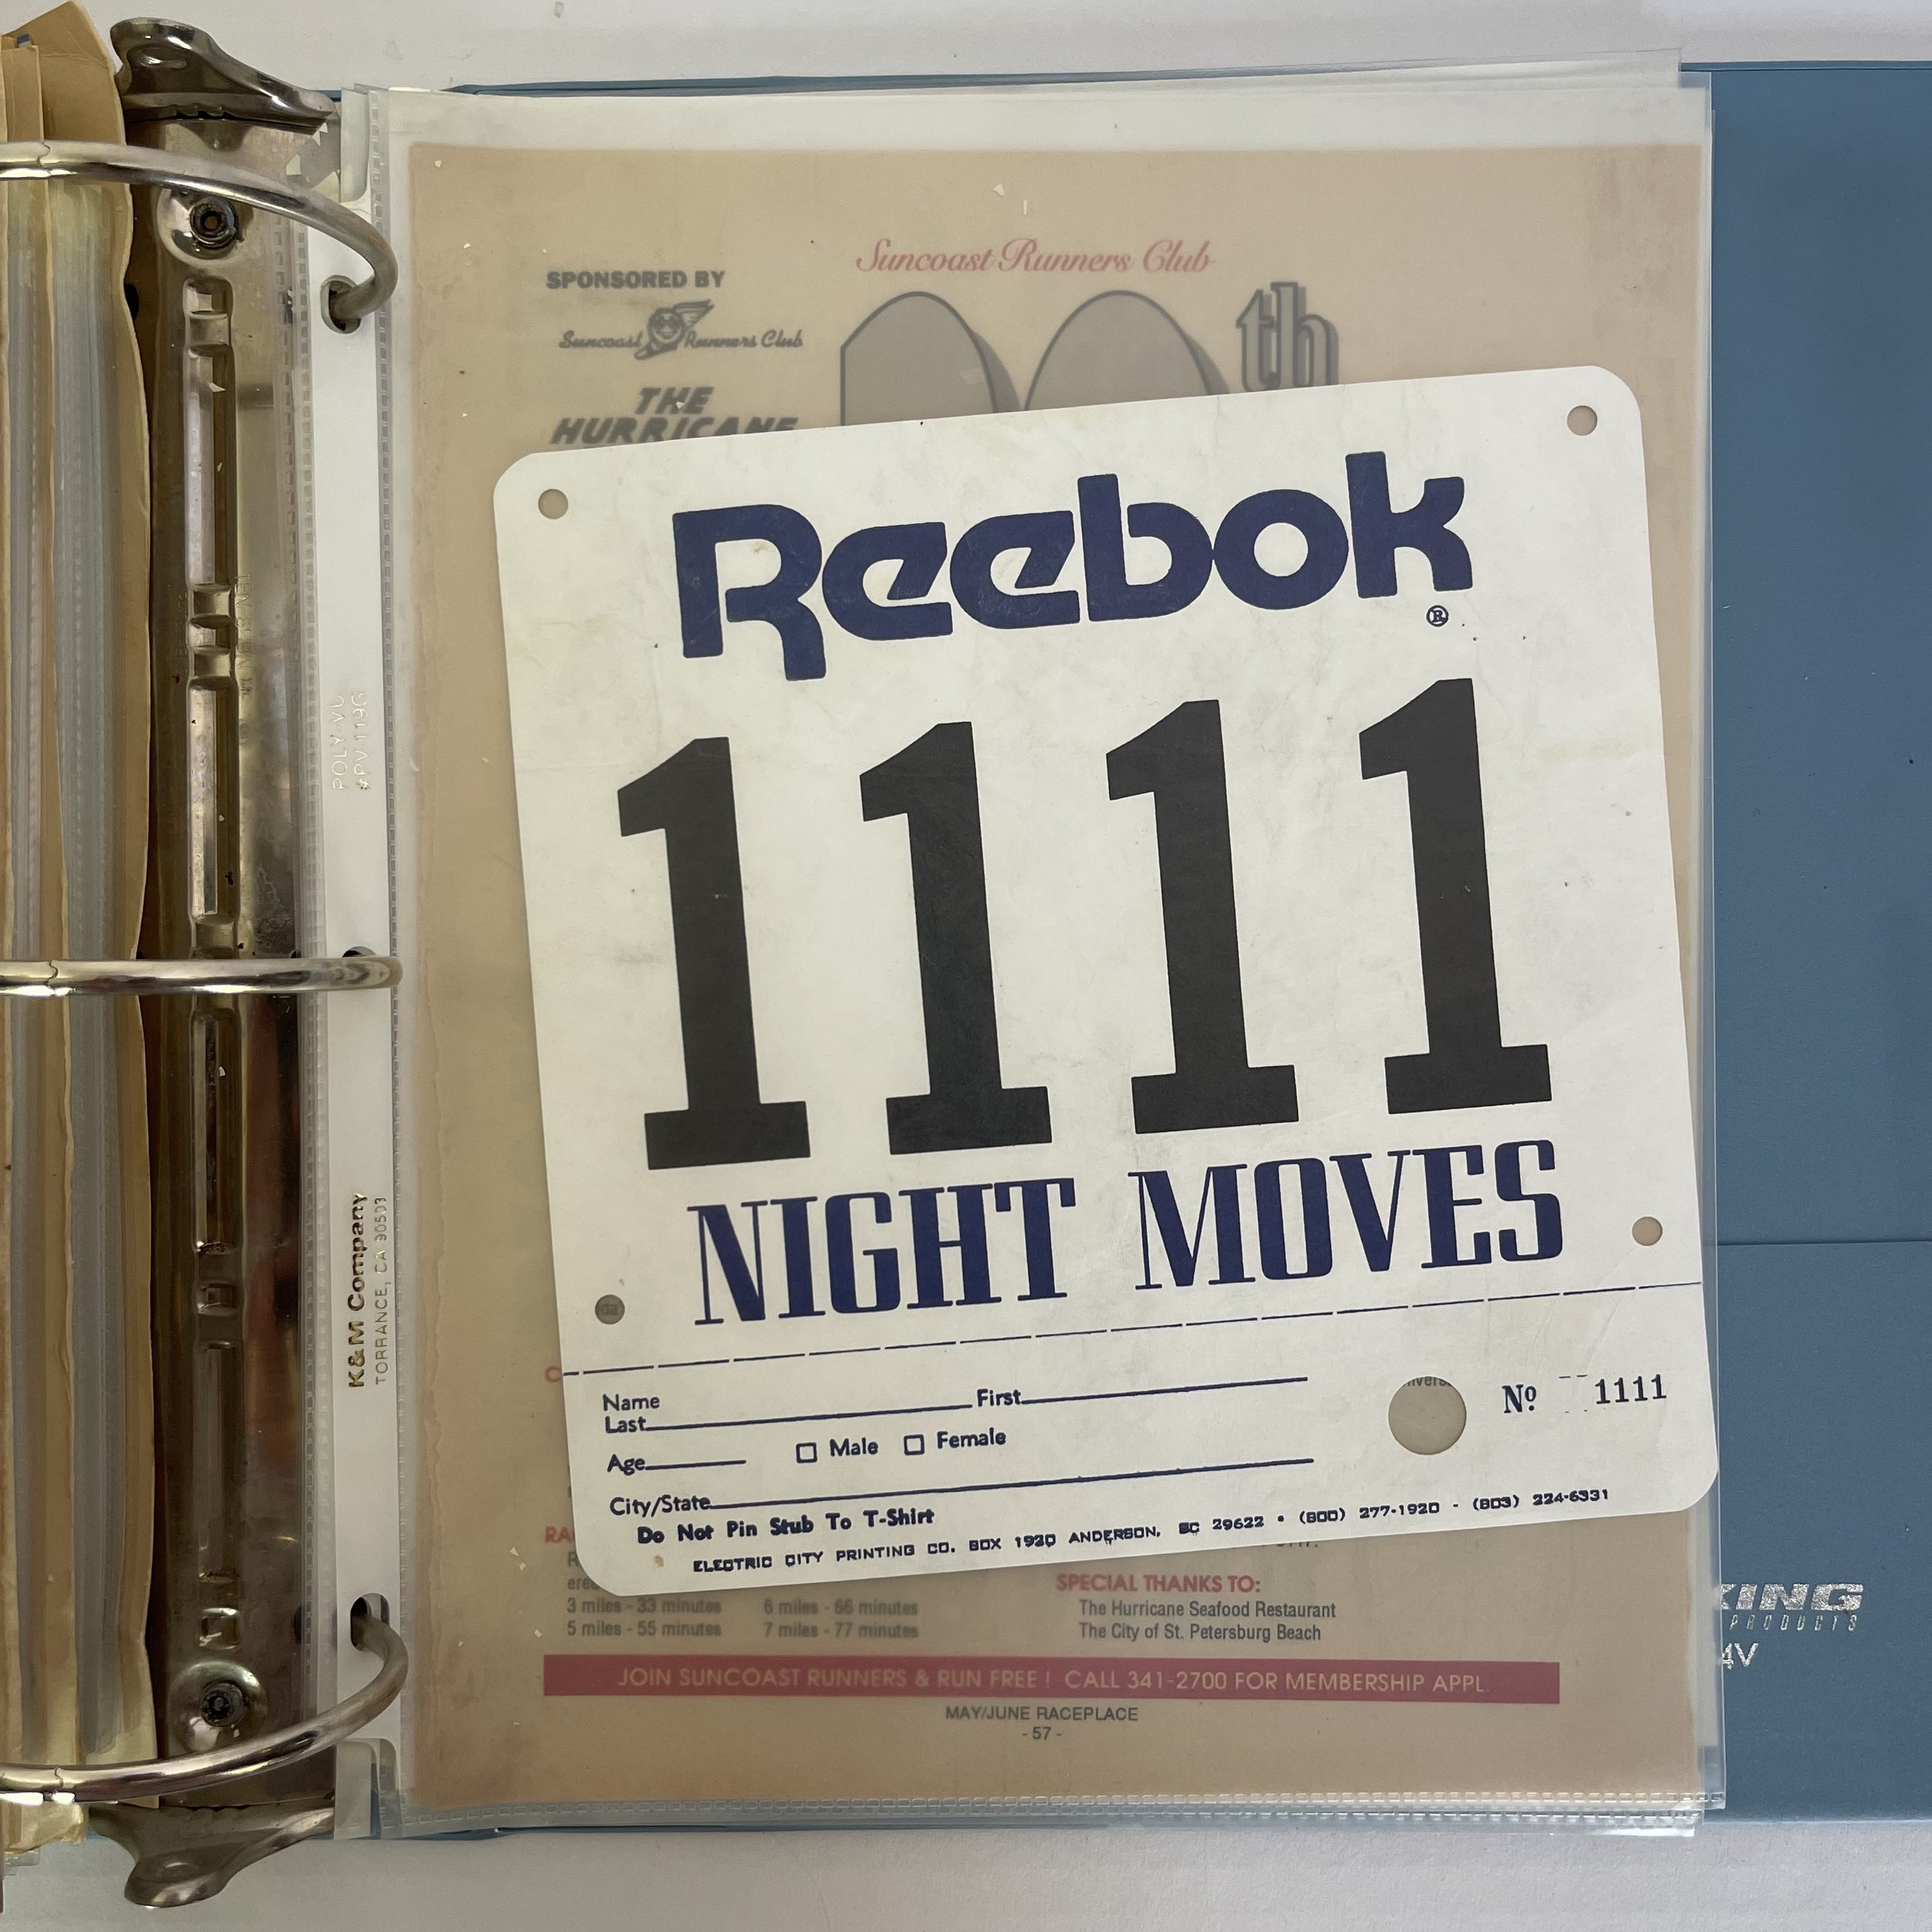 Suncoast Runners Club
SPONSORED BY
Suncoast Runners Club
th
THE
HURRICANE
Reebok
®
1111
NIGHT MOVES
Name
Last First
Age □ Male □ Female
City/State
Nº 1111
Do Not Pin Stub To T-Shirt
ELECTRIC CITY PRINTING CO. BOX 1920 ANDERSON, SC 29622 • (800) 277-1920 - (803) 224-6331
SPECIAL THANKS TO:
The Hurricane Seafood Restaurant
The City of St. Petersburg Beach
3 miles - 33 minutes 6 miles - 66 minutes
5 miles - 55 minutes 7 miles - 77 minutes
JOIN SUNCOAST RUNNERS & RUN FREE ! CALL 341-2700 FOR MEMBERSHIP APPL.
MAY/JUNE RACEPLACE
- 57 -
POLY-VU
#PV119G
K&M Company
TORRANCE, CA 90503
KING
PRODUCTS
4V